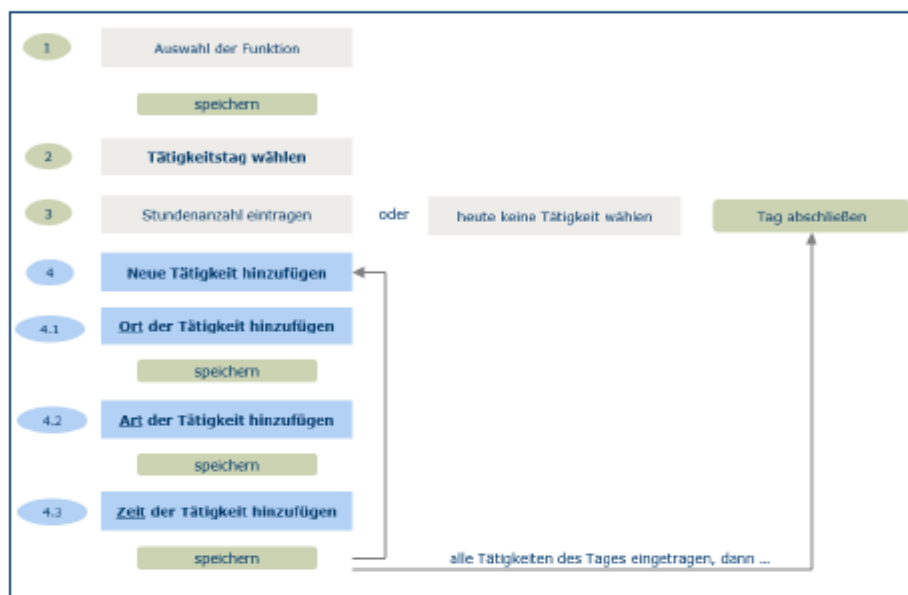 1 Auswahl der Funktion
speichern
2 Tätigkeitstag wählen
3 Stundenanzahl eintragen oder heute keine Tätigkeit wählen Tag abschließen
4 Neue Tätigkeit hinzufügen
4.1 Ort der Tätigkeit hinzufügen
speichern
4.2 Art der Tätigkeit hinzufügen
speichern
4.3 Zeit der Tätigkeit hinzufügen
speichern alle Tätigkeiten des Tages eingetragen, dann ...